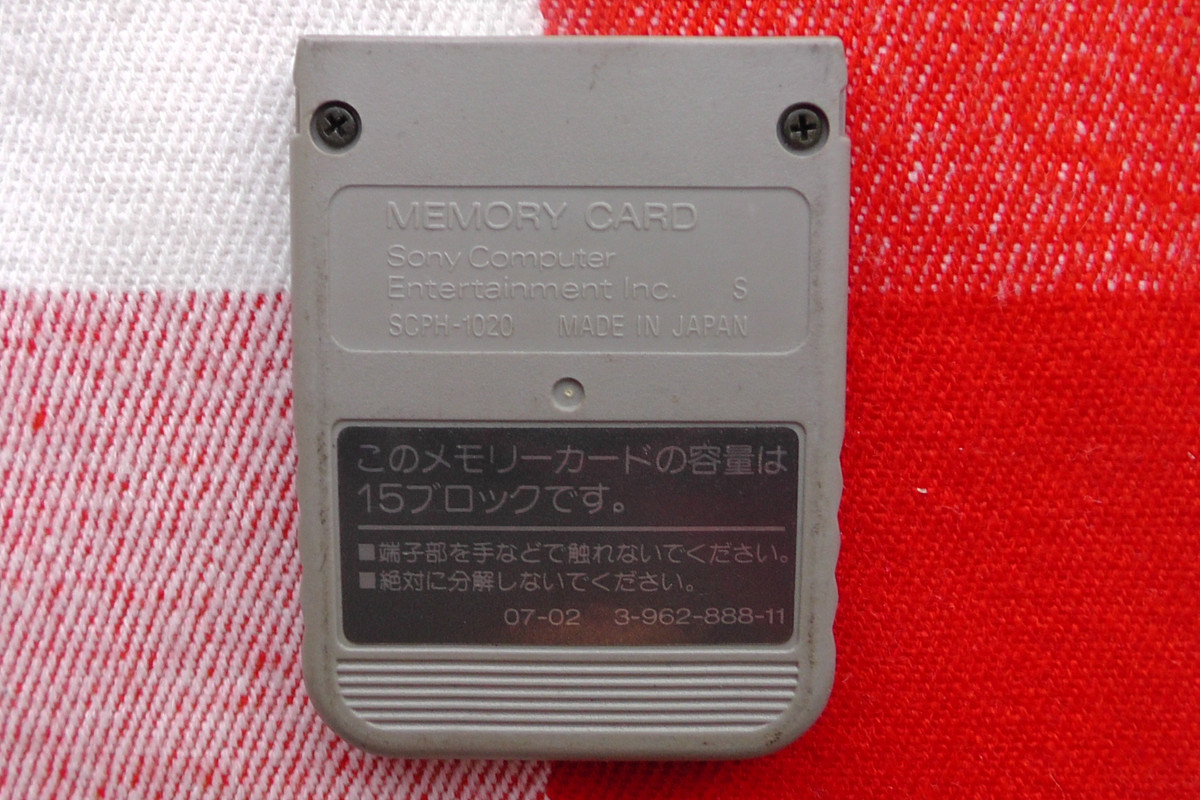 MEMORY CARD
Sony Computer
Entertainment Inc. S
SCPH-1020 MADE IN JAPAN
このメモリーカードの容量は
15ブロックです。
■端子部を手などで触れないでください。
■絶対に分解しないでください。
07-02 3-962-888-11